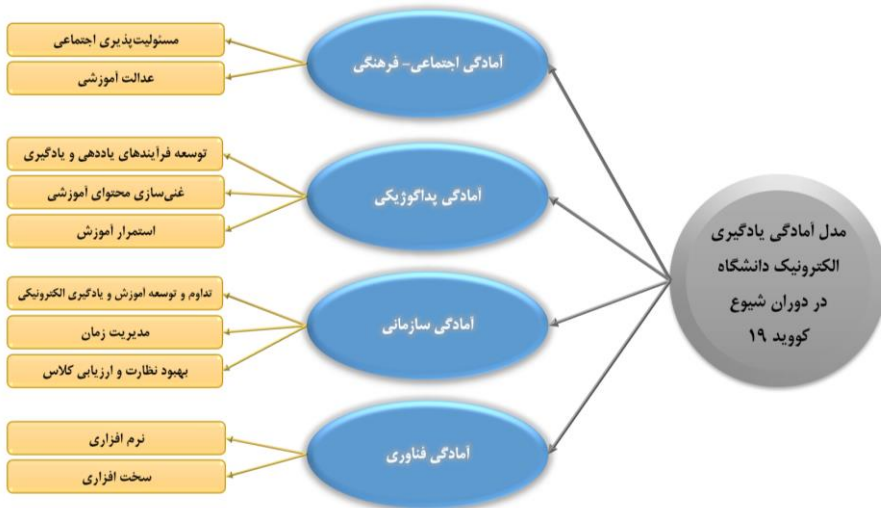 مدل آمادگی یادگیری
الکترونیک دانشگاه
در دوران شیوع
کووید ۱۹
آمادگی اجتماعی- فرهنگی
مسئولیت‌پذیری اجتماعی
عدالت آموزشی
آمادگی پداگوژیکی
توسعه فرآیندهای یاددهی و یادگیری
غنی‌سازی محتوای آموزشی
استمرار آموزش
آمادگی سازمانی
تداوم و توسعه آموزش و یادگیری الکترونیکی
مدیریت زمان
بهبود نظارت و ارزیابی کلاس
آمادگی فناوری
نرم افزاری
سخت افزاری